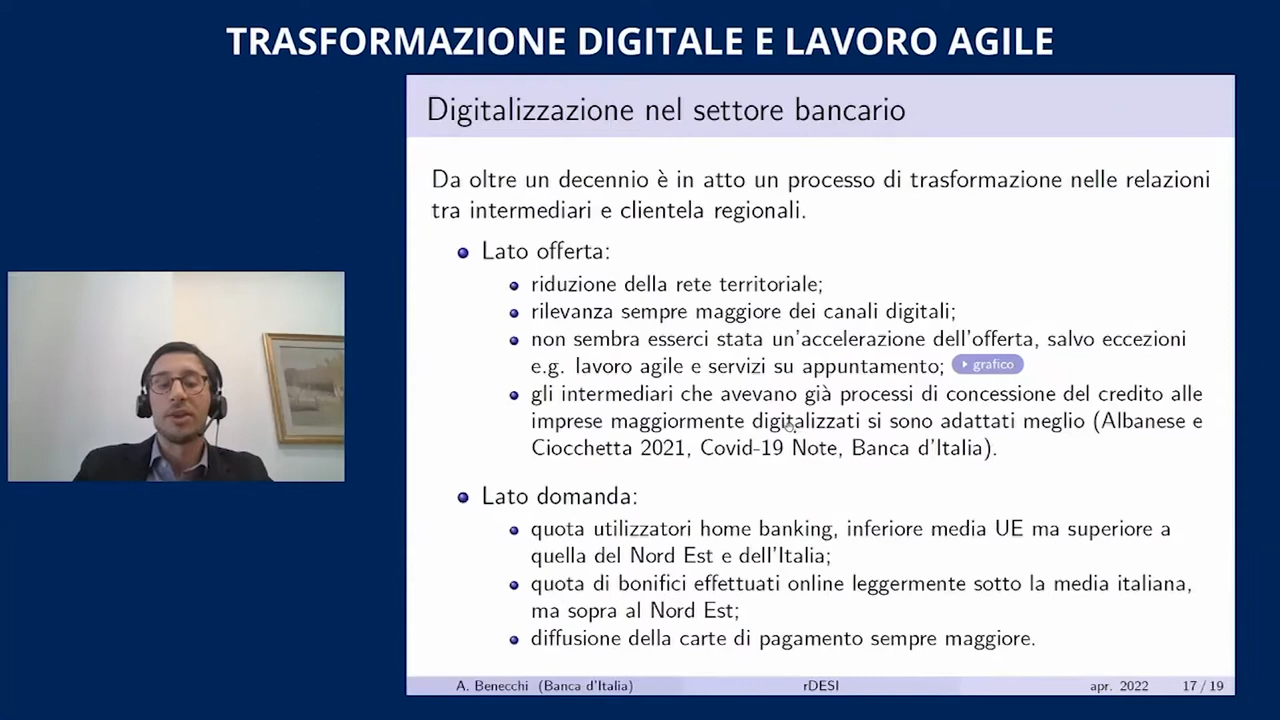 TRASFORMAZIONE DIGITALE E LAVORO AGILE
Digitalizzazione nel settore bancario
Da oltre un decennio è in atto un processo di trasformazione nelle relazioni
tra intermediari e clientela regionali.
Lato offerta:
riduzione della rete territoriale;
rilevanza sempre maggiore dei canali digitali;
non sembra esserci stata un'accelerazione dell'offerta, salvo eccezioni
e.g. lavoro agile e servizi su appuntamento; grafico
gli intermediari che avevano già processi di concessione del credito alle
imprese maggiormente digitalizzati si sono adattati meglio (Albanese e
Ciocchetta 2021, Covid-19 Note, Banca d'Italia).
Lato domanda:
quota utilizzatori home banking, inferiore media UE ma superiore a
quella del Nord Est e dell'Italia;
quota di bonifici effettuati online leggermente sotto la media italiana,
ma sopra al Nord Est;
diffusione della carte di pagamento sempre maggiore.
A. Benecchi (Banca d'Italia) rDESI apr. 2022 17 / 19